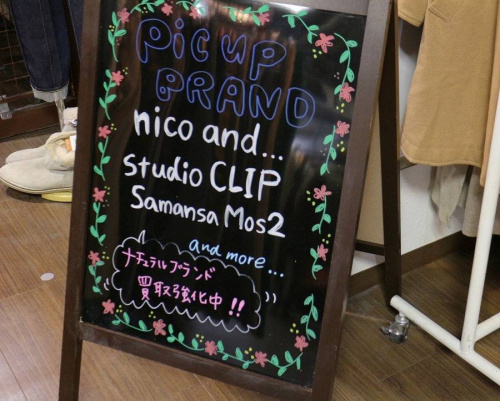 PiC UP
BRAND
nico and...
studio CLIP
Samansa Mos2
and more...
ナチュラルブランド
買取強化中!!